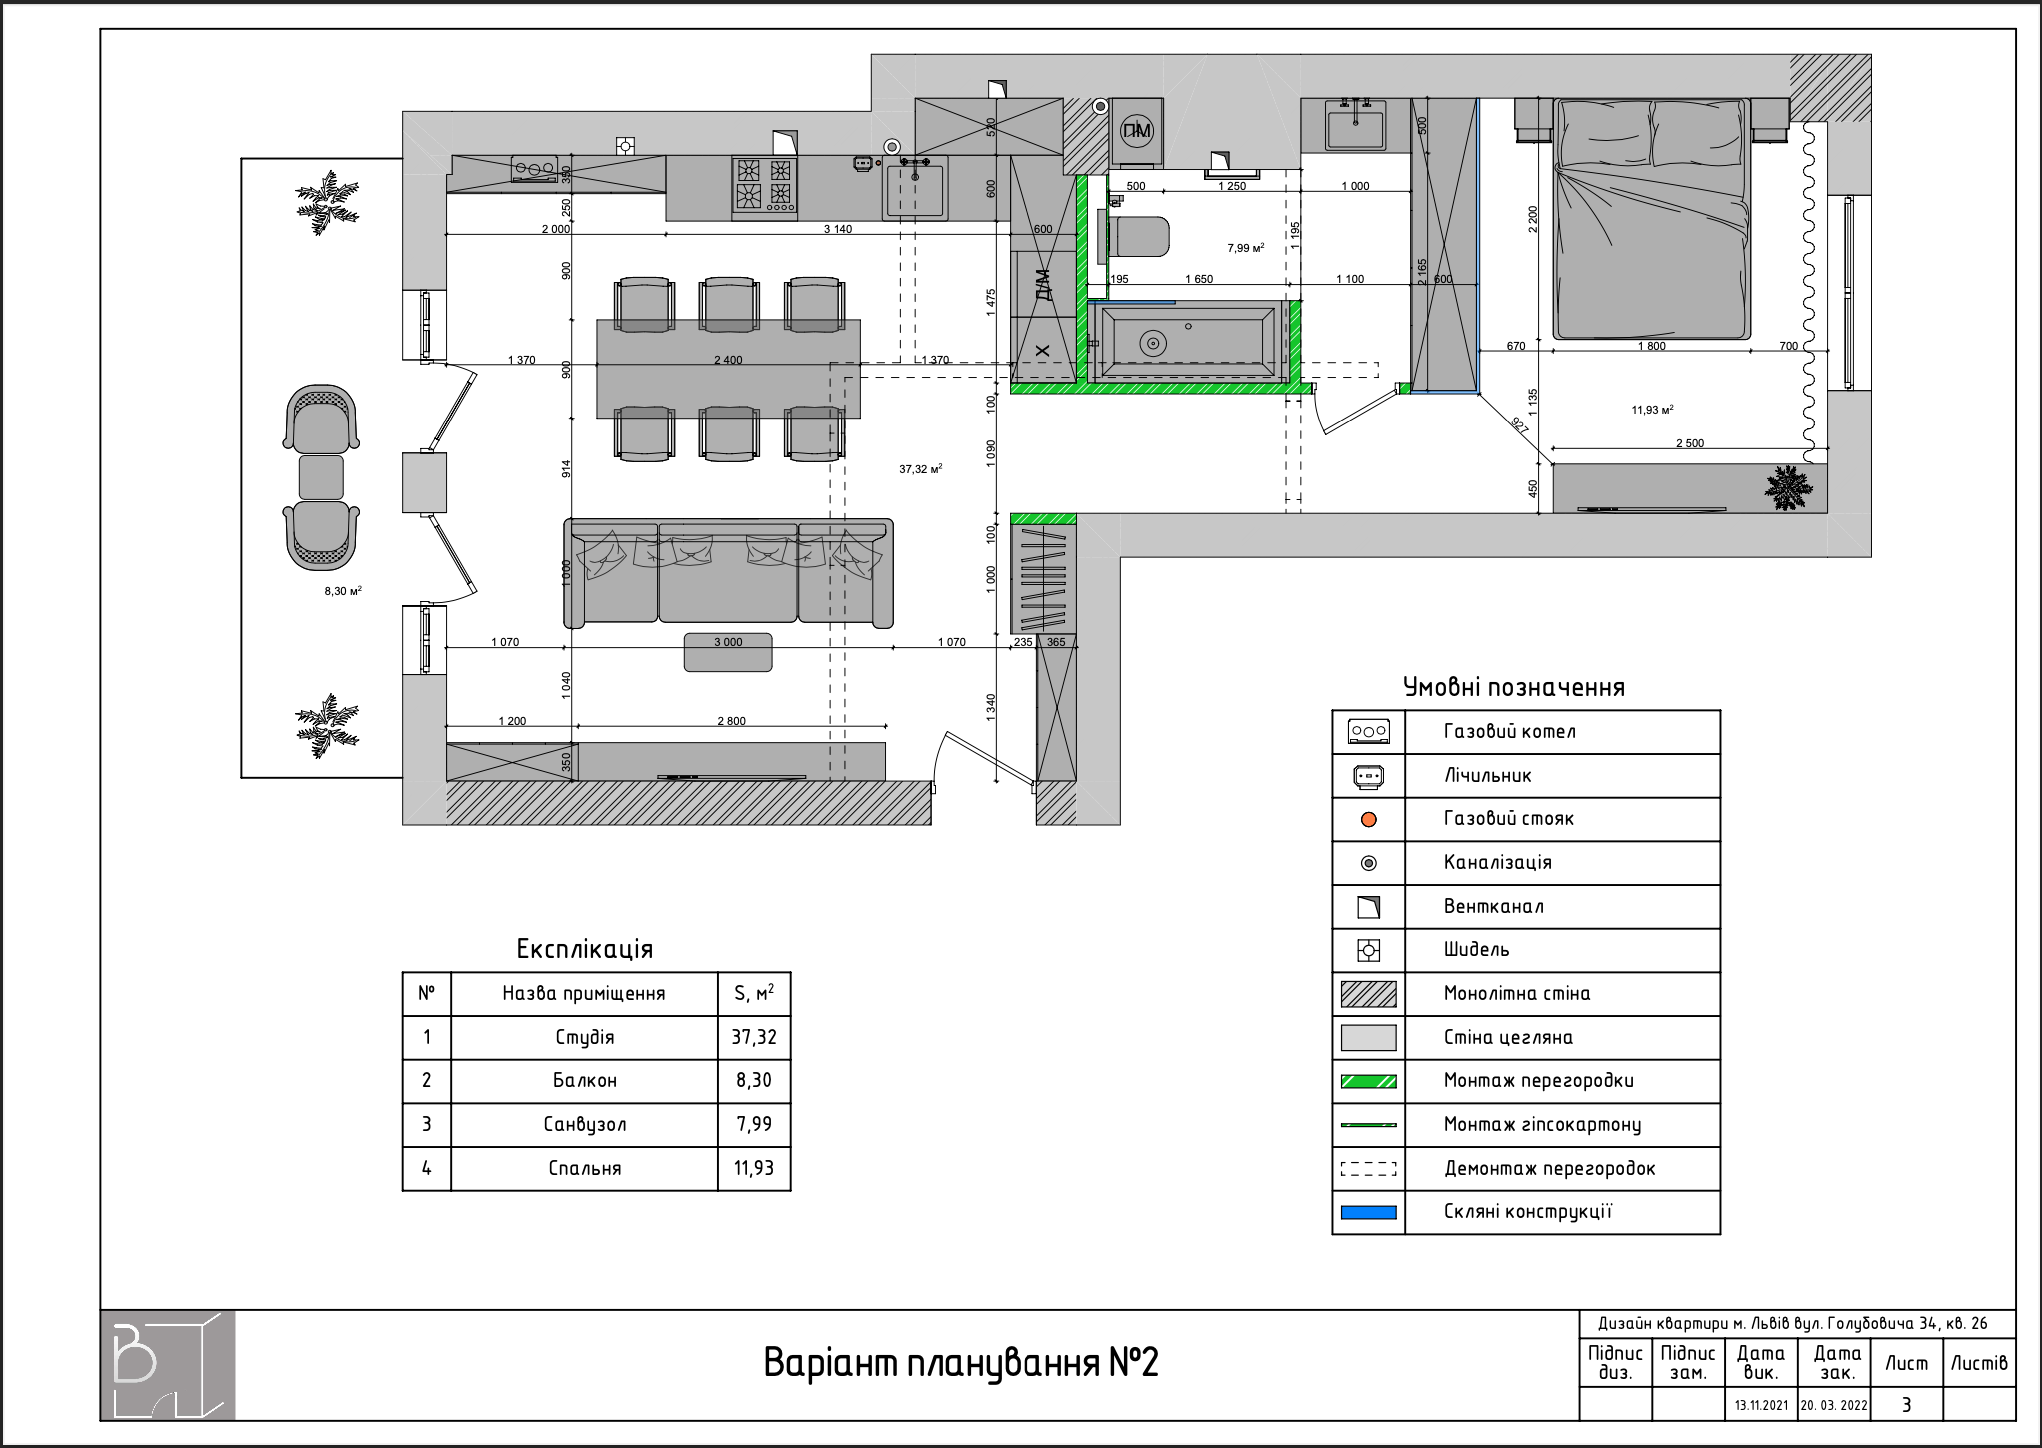 ПМ
520
500
350
600
500
1 250
1 000
250
2 000
3 140
600
1 195
7,99 м²
2 200
900
Д/М
195
1 650
1 100
2 165
600
1 475
Х
1 370
2 400
1 370
670
1 800
700
900
100
1 135
11,93 м²
927
2 500
914
37,32 м²
1 090
450
100
1 000
1 000
8,30 м²
1 070
3 000
1 070
235
365
1 040
1 340
1 200
2 800
350
Умовні позначення
Газовий котел
Лічильник
Газовий стояк
Каналізація
Вентканал
Шидель
Монолітна стіна
Стіна цегляна
Монтаж перегородки
Монтаж гіпсокартону
Демонтаж перегородок
Скляні конструкції
Експлікація
№ Назва приміщення S, м²
1 Студія 37,32
2 Балкон 8,30
3 Санвузол 7,99
4 Спальня 11,93
В
Варіант планування №2
Дизайн квартири м. Львів вул. Голубовича 34, кв. 26
Підпис диз. Підпис зам. Дата вик. Дата зак. Лист Листів
13.11.2021 20. 03. 2022 3